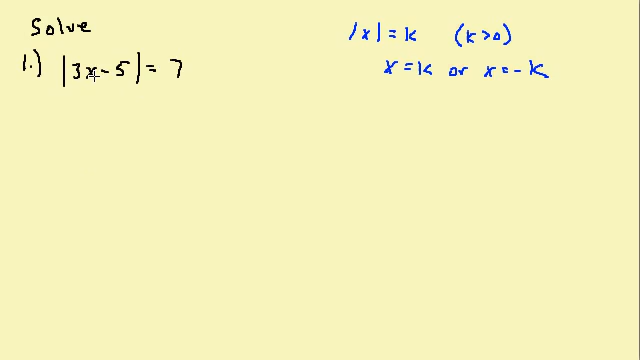 Solve
1.) |3x-5| = 7
|x| = k (k>0)
x = k or x = -k